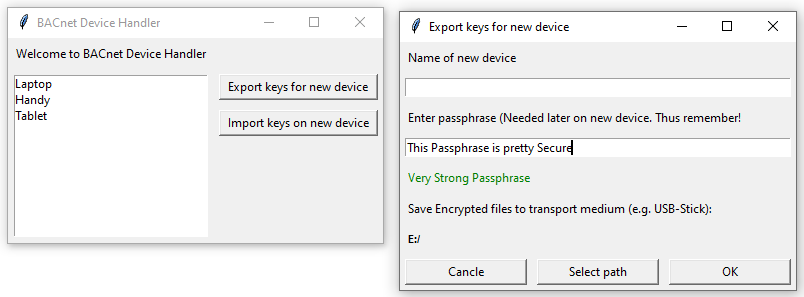 BACnet Device Handler
Welcome to BACnet Device Handler
Laptop
Handy
Tablet
Export keys for new device
Import keys on new device
Export keys for new device
Name of new device
Enter passphrase (Needed later on new device. Thus remember!
This Passphrase is pretty Secure
Very Strong Passphrase
Save Encrypted files to transport medium (e.g. USB-Stick):
E:/
Cancle
Select path
OK